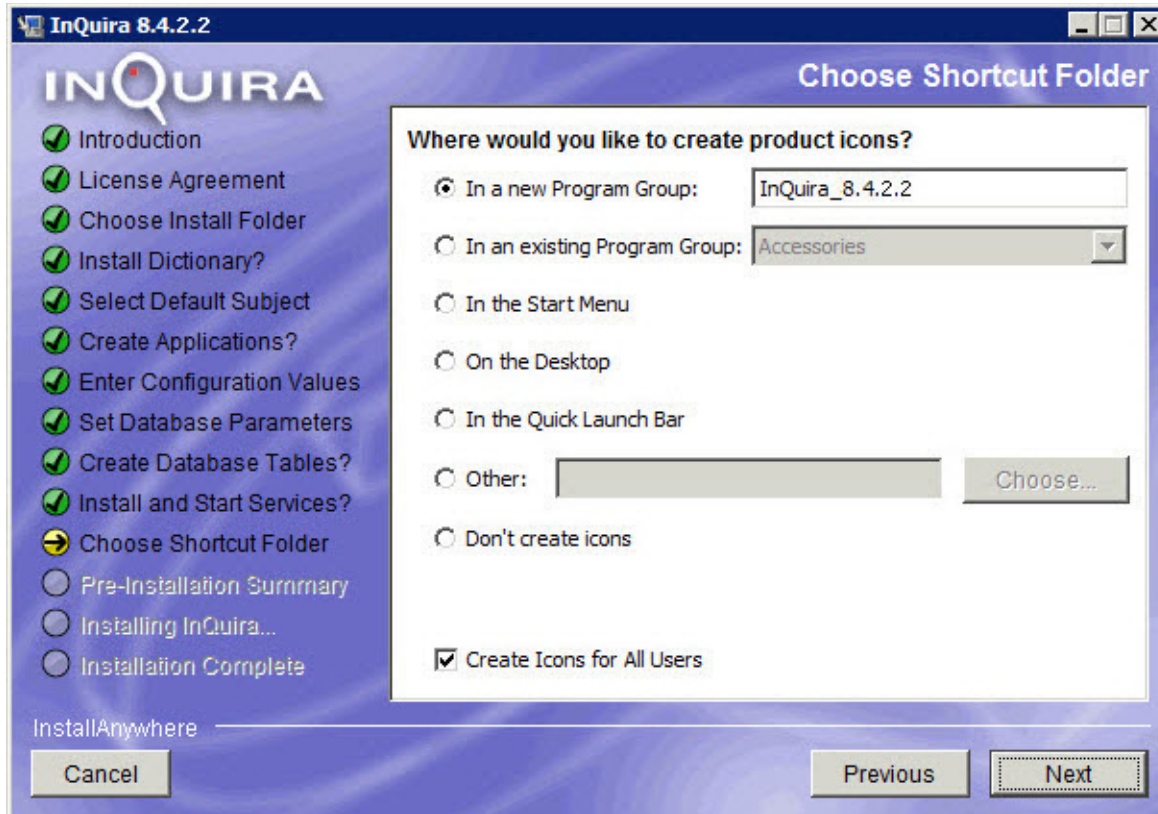 InQuira 8.4.2.2
INQUIRA
Choose Shortcut Folder
Introduction
License Agreement
Choose Install Folder
Install Dictionary?
Select Default Subject
Create Applications?
Enter Configuration Values
Set Database Parameters
Create Database Tables?
Install and Start Services?
Choose Shortcut Folder
Pre-Installation Summary
Installing InQuira...
Installation Complete
Where would you like to create product icons?
In a new Program Group: InQuira_8.4.2.2
In an existing Program Group: Accessories
In the Start Menu
On the Desktop
In the Quick Launch Bar
Other: Choose...
Don't create icons
Create Icons for All Users
InstallAnywhere
Cancel Previous Next